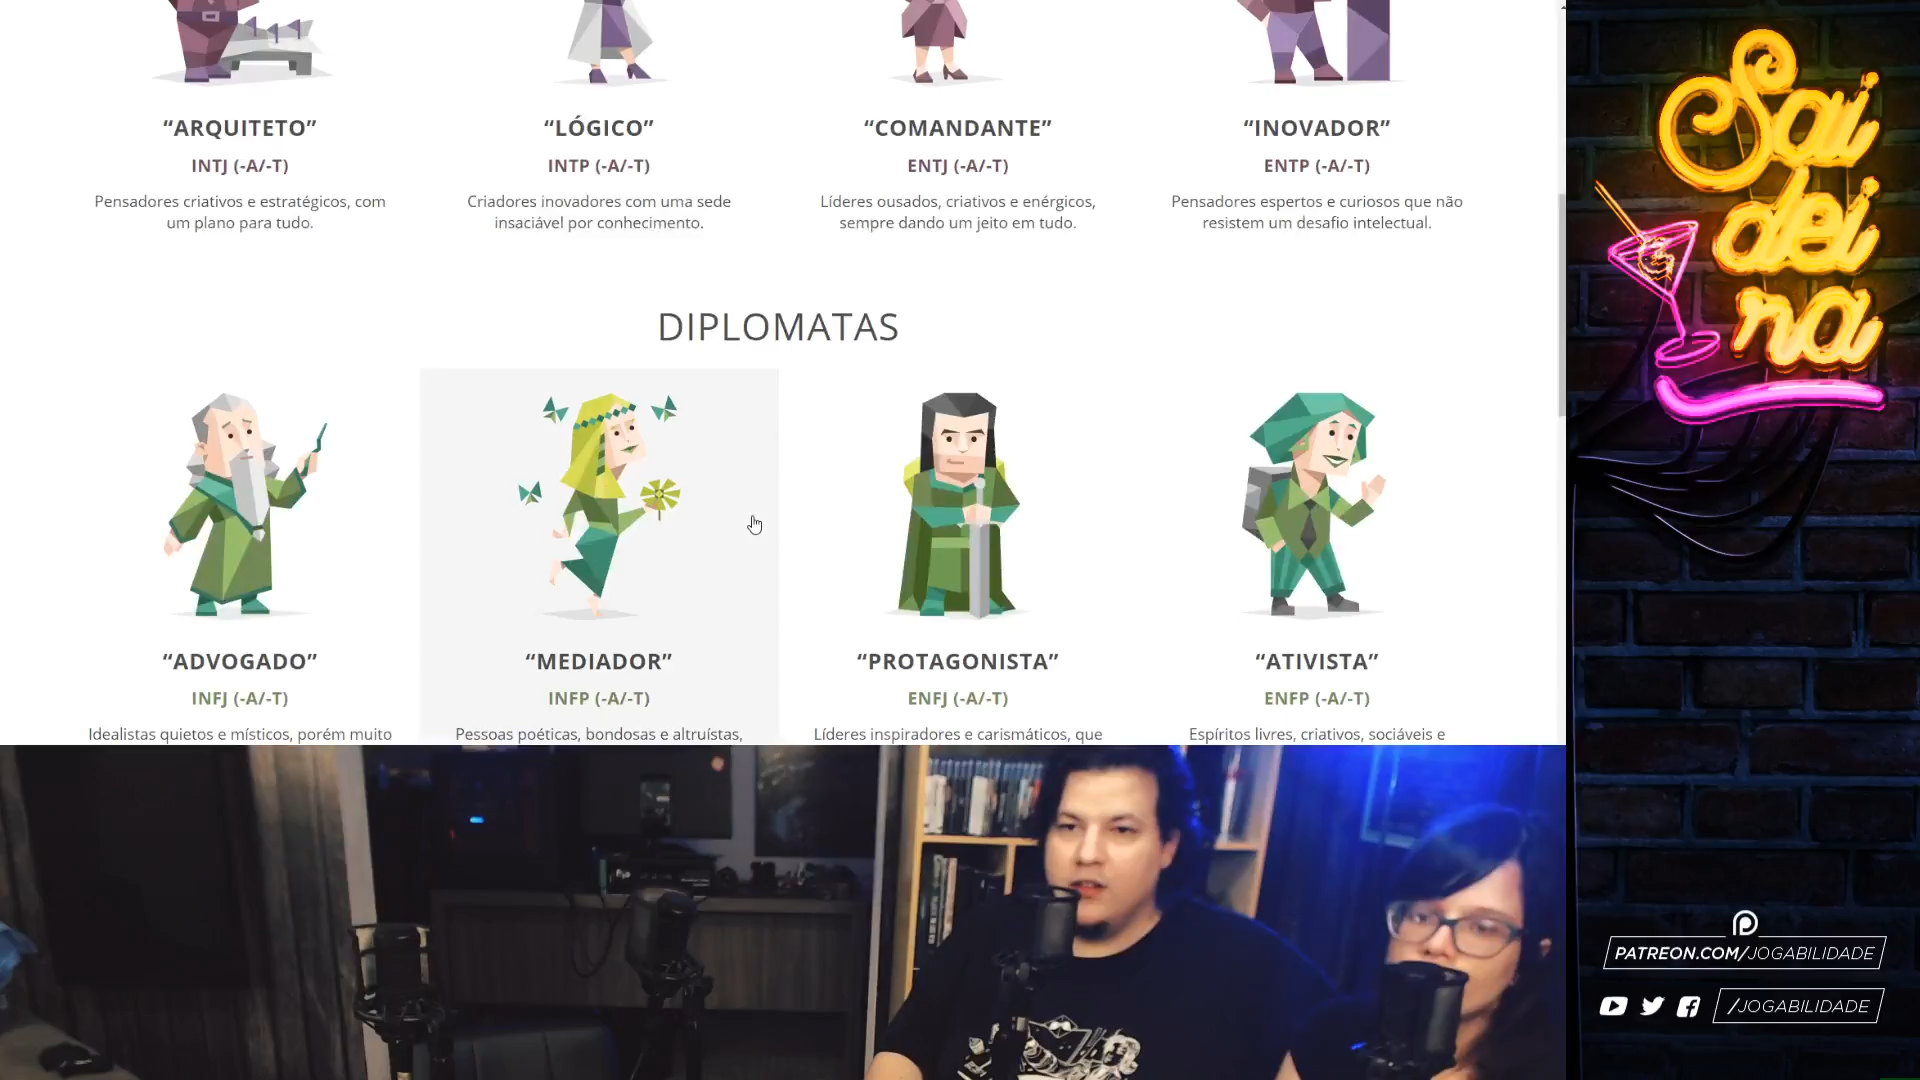 “ARQUITETO”
INTJ (-A/-T)
Pensadores criativos e estratégicos, com
um plano para tudo.
“LÓGICO”
INTP (-A/-T)
Criadores inovadores com uma sede
insaciável por conhecimento.
“COMANDANTE”
ENTJ (-A/-T)
Líderes ousados, criativos e enérgicos,
sempre dando um jeito em tudo.
“INOVADOR”
ENTP (-A/-T)
Pensadores espertos e curiosos que não
resistem um desafio intelectual.
DIPLOMATAS
“ADVOGADO”
INFJ (-A/-T)
Idealistas quietos e místicos, porém muito
“MEDIADOR”
INFP (-A/-T)
Pessoas poéticas, bondosas e altruístas,
“PROTAGONISTA”
ENFJ (-A/-T)
Líderes inspiradores e carismáticos, que
“ATIVISTA”
ENFP (-A/-T)
Espíritos livres, criativos, sociáveis e
Sai
dei
ra
PATREON.COM/JOGABILIDADE
/JOGABILIDADE